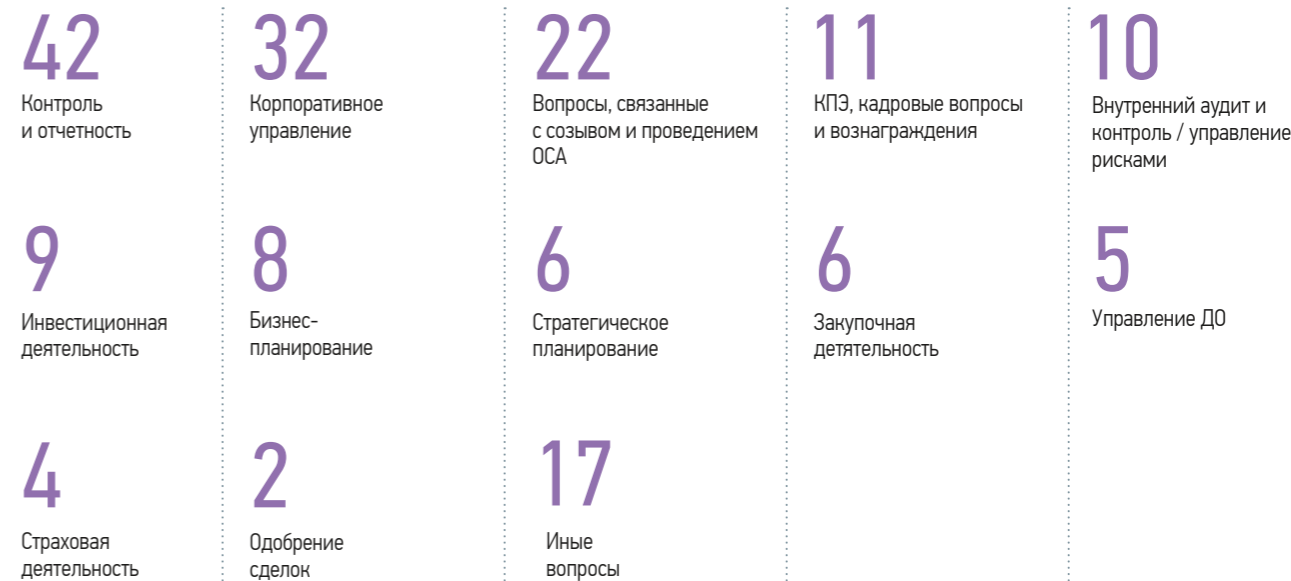 42
Контроль
и отчетность
32
Корпоративное
управление
22
Вопросы, связанные
с созывом и проведением
ОСА
11
КПЭ, кадровые вопросы
и вознаграждения
10
Внутренний аудит и
контроль / управление
рисками
9
Инвестиционная
деятельность
8
Бизнес-
планирование
6
Стратегическое
планирование
6
Закупочная
детятельность
5
Управление ДО
4
Страховая
деятельность
2
Одобрение
сделок
17
Иные
вопросы